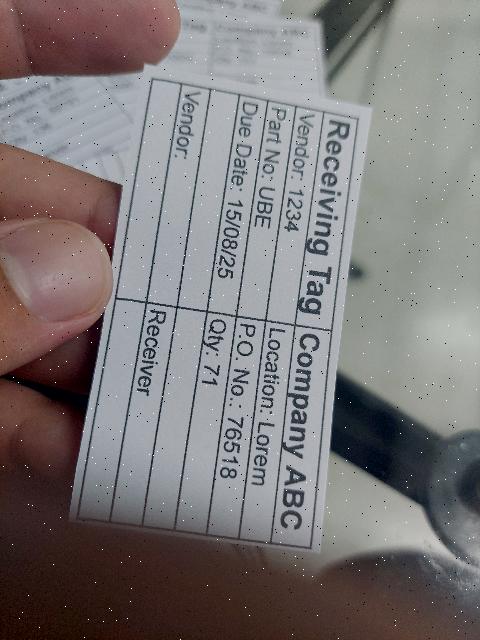 Receiving Tag Company ABC
Vendor: 1234 Location: Lorem
Part No: UBE P.O. No.: 76518
Due Date: 15/08/25 Qty: 71
Vendor: Receiver